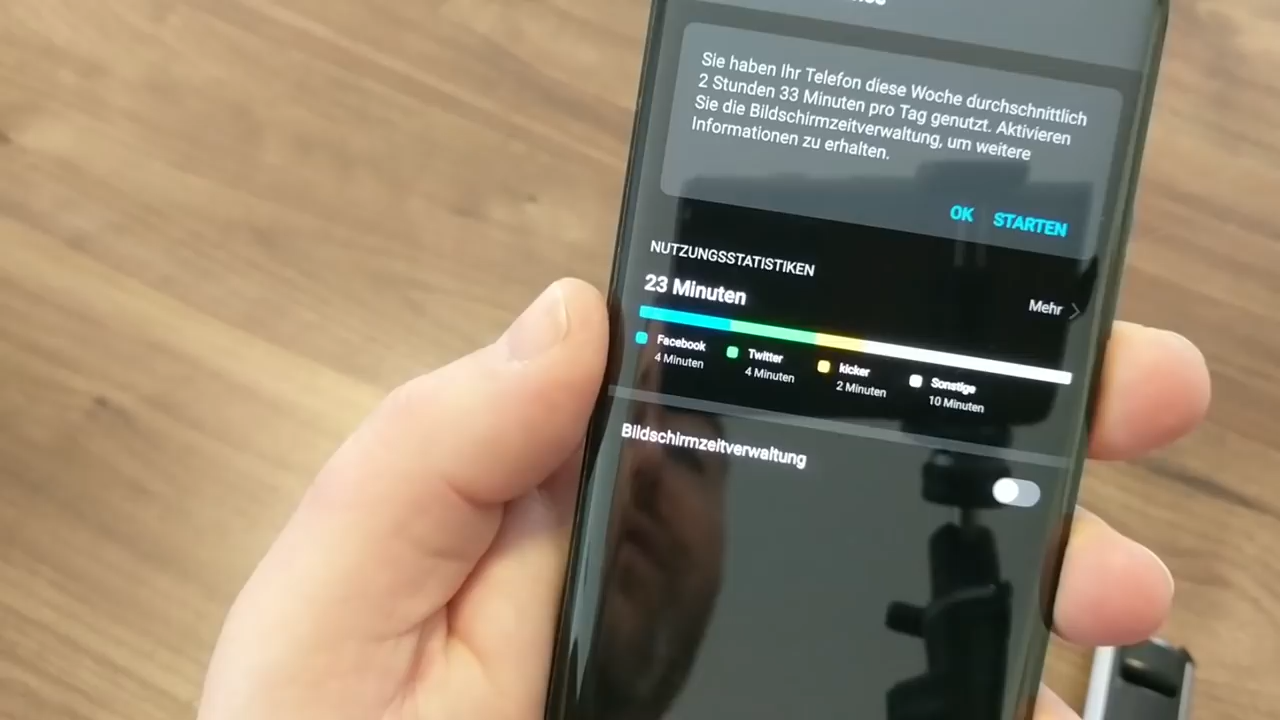 Sie haben Ihr Telefon diese Woche durchschnittlich
2 Stunden 33 Minuten pro Tag genutzt. Aktivieren
Sie die Bildschirmzeitverwaltung, um weitere
Informationen zu erhalten.
OK STARTEN
NUTZUNGSSTATISTIKEN
23 Minuten
Mehr
Facebook
4 Minuten
Twitter
4 Minuten
kicker
2 Minuten
Sonstige
10 Minuten
Bildschirmzeitverwaltung